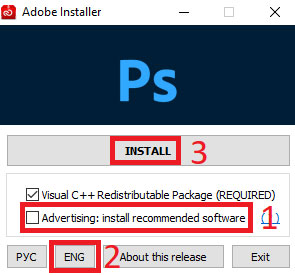 Adobe Installer
Ps
INSTALL 3
Visual C++ Redistributable Package (REQUIRED)
Advertising: install recommended software 1
РУС ENG 2 About this release Exit